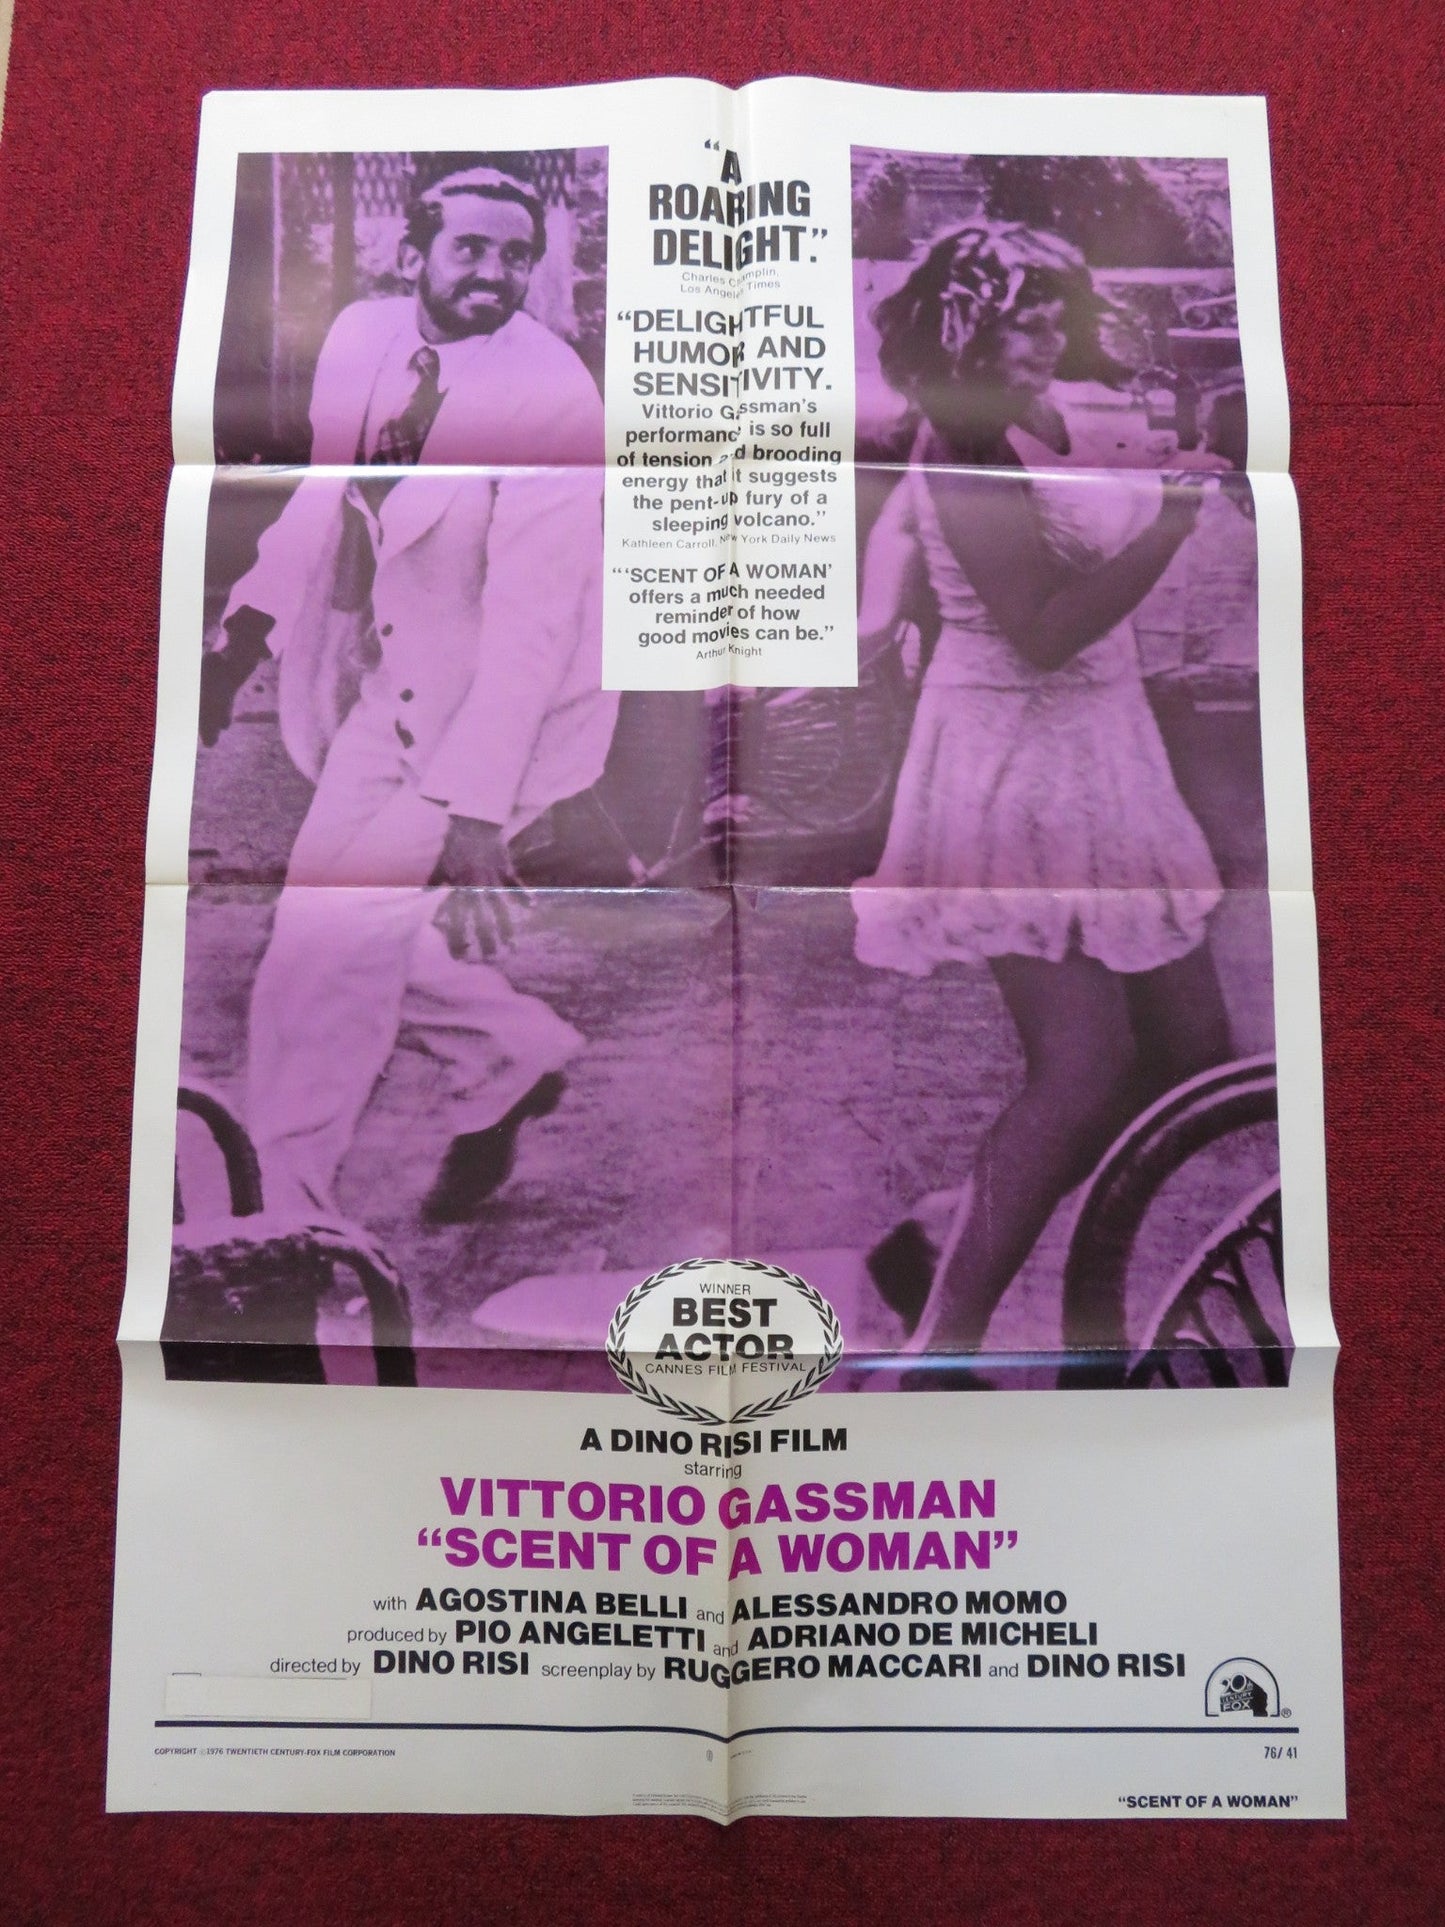 “A
ROARING
DELIGHT.”
Charles Champlin,
Los Angeles Times
“DELIGHTFUL
HUMOR AND
SENSITIVITY.
Vittorio Gassman's
performance is so full
of tension and brooding
energy that it suggests
the pent-up fury of a
sleeping volcano.”
Kathleen Carroll, New York Daily News
“‘SCENT OF A WOMAN’
offers a much needed
reminder of how
good movies can be.”
Arthur Knight
WINNER
BEST
ACTOR
CANNES FILM FESTIVAL
A DINO RISI FILM
starring
VITTORIO GASSMAN
“SCENT OF A WOMAN”
with AGOSTINA BELLI and ALESSANDRO MOMO
produced by PIO ANGELETTI and ADRIANO DE MICHELI
directed by DINO RISI screenplay by RUGGERO MACCARI and DINO RISI
20th
CENTURY
FOX ®
COPYRIGHT ©1976 TWENTIETH CENTURY-FOX FILM CORPORATION
76/41
“SCENT OF A WOMAN”